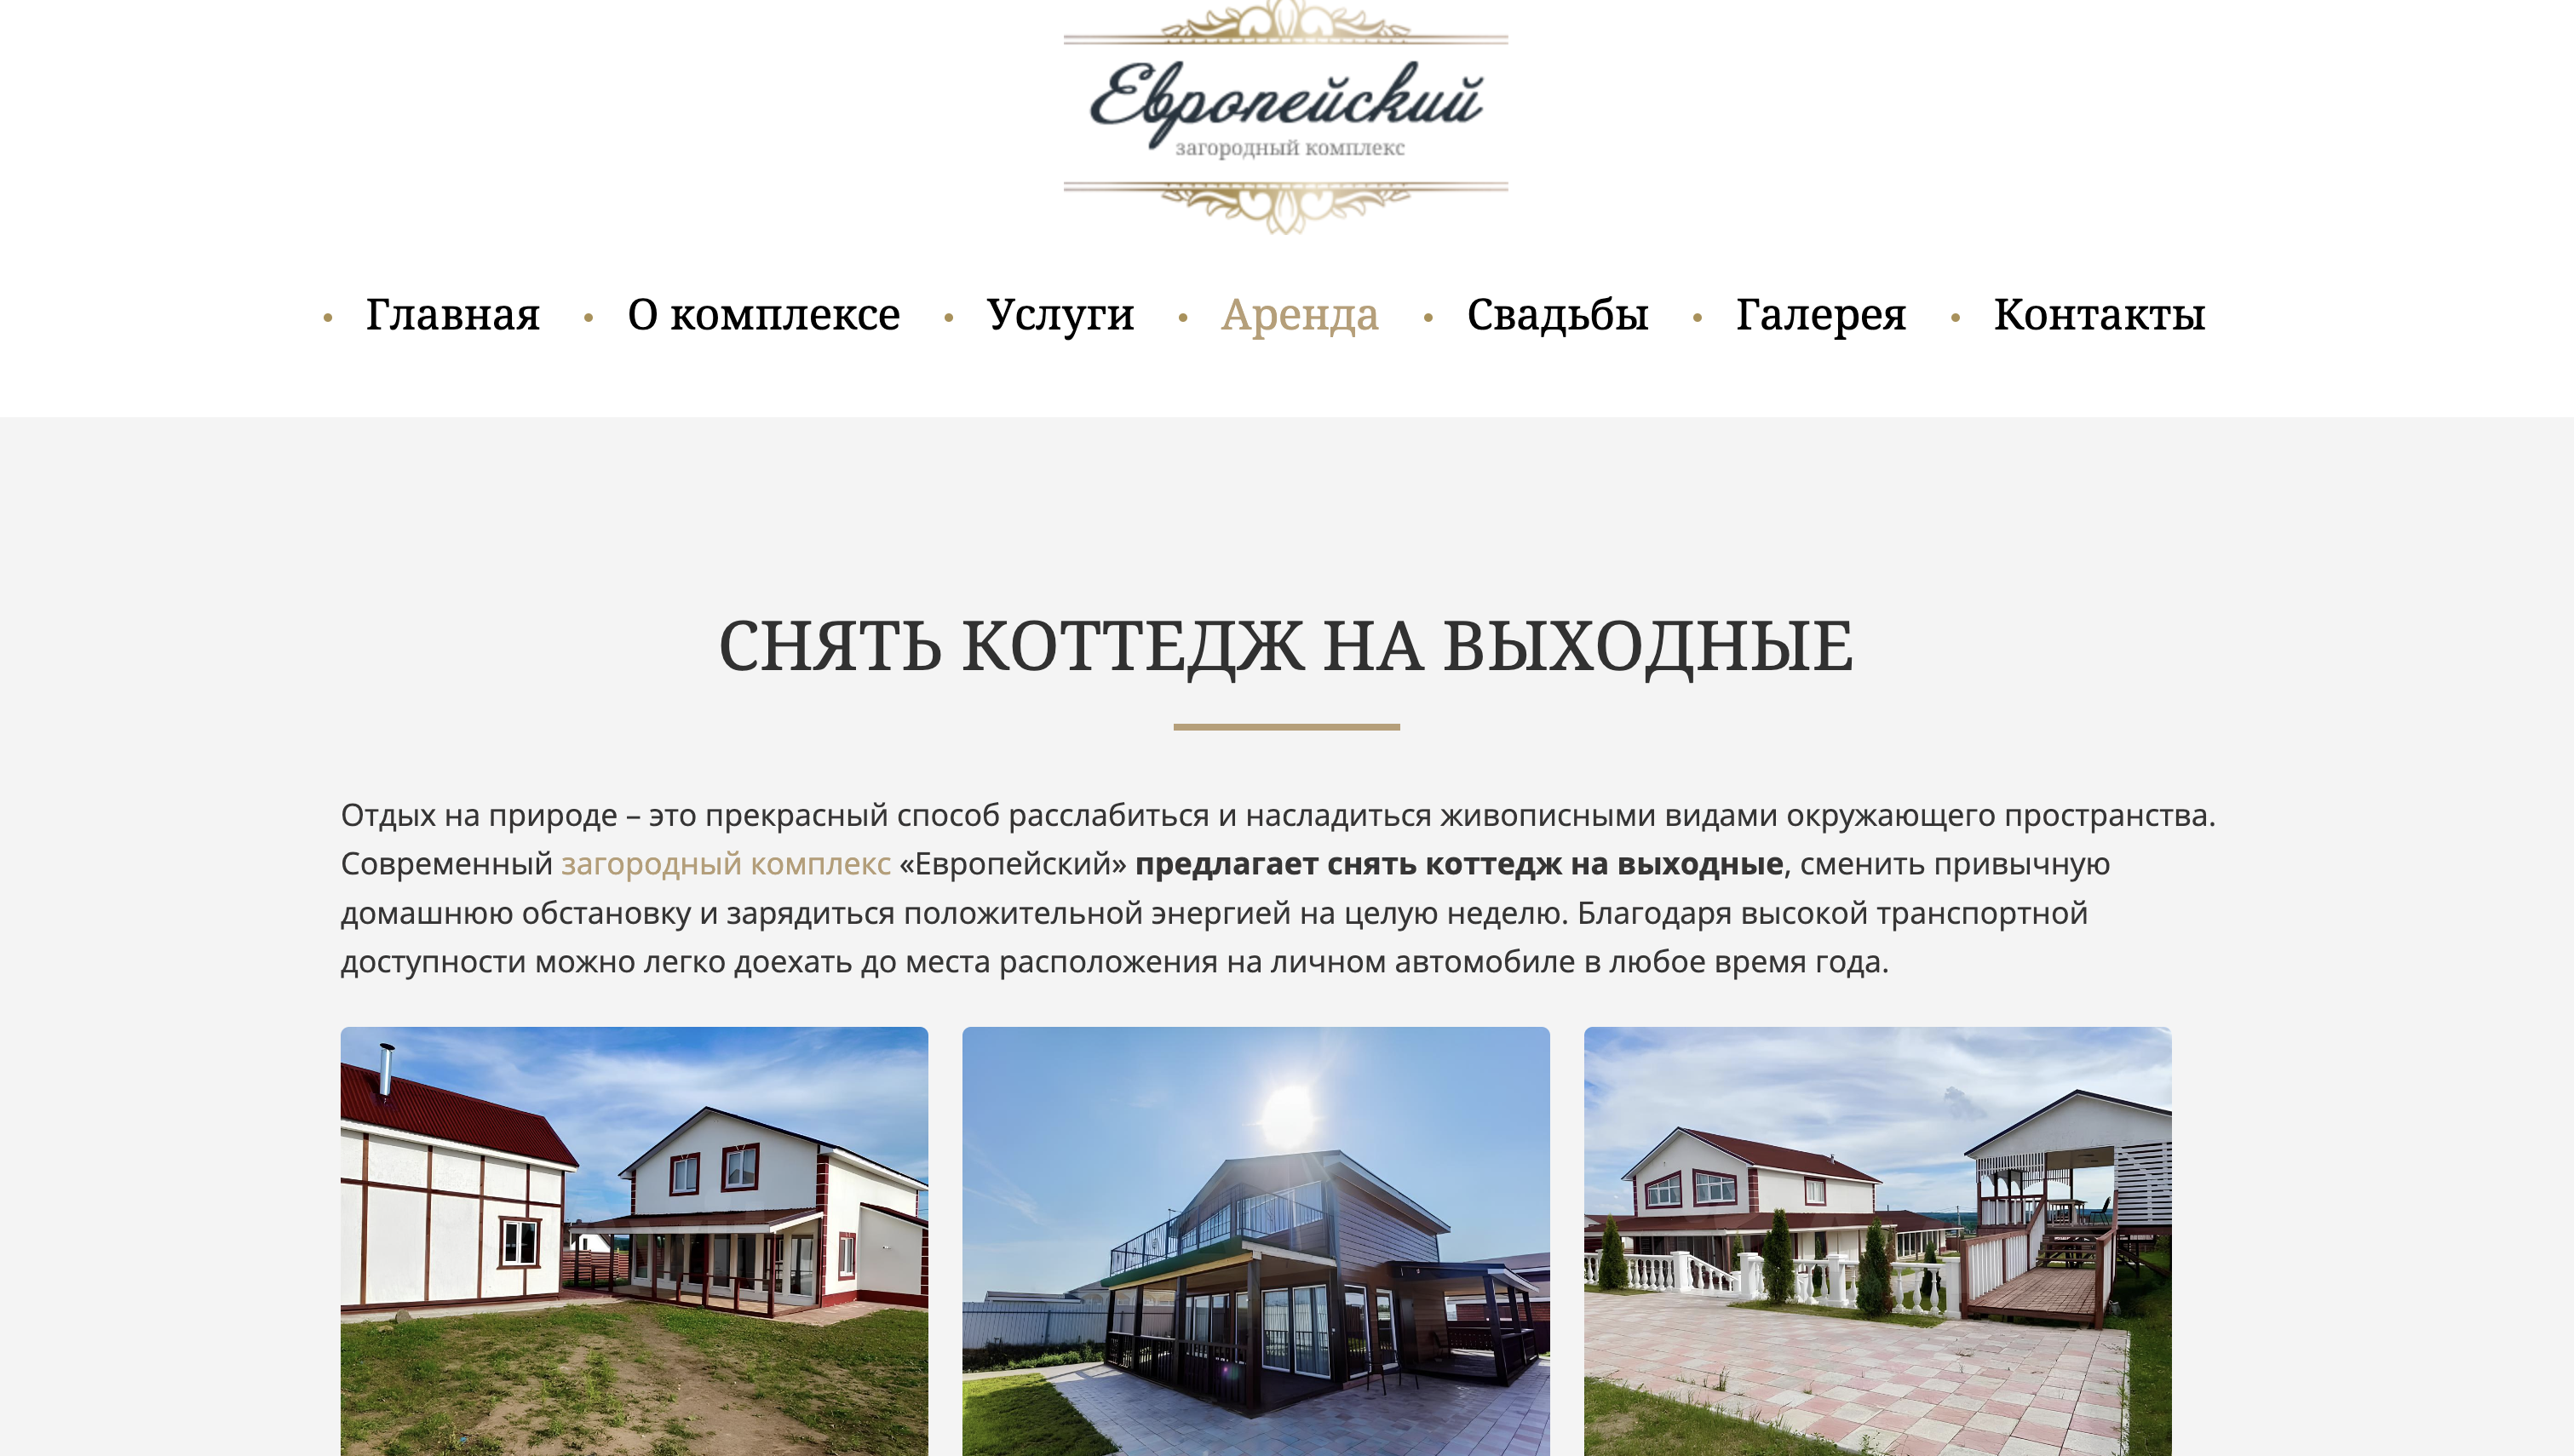 Европейский
загородный комплекс
Главная О комплексе Услуги Аренда Свадьбы Галерея Контакты
СНЯТЬ КОТТЕДЖ НА ВЫХОДНЫЕ
Отдых на природе – это прекрасный способ расслабиться и насладиться живописными видами окружающего пространства.
Современный загородный комплекс «Европейский» предлагает снять коттедж на выходные, сменить привычную
домашнюю обстановку и зарядиться положительной энергией на целую неделю. Благодаря высокой транспортной
доступности можно легко доехать до места расположения на личном автомобиле в любое время года.